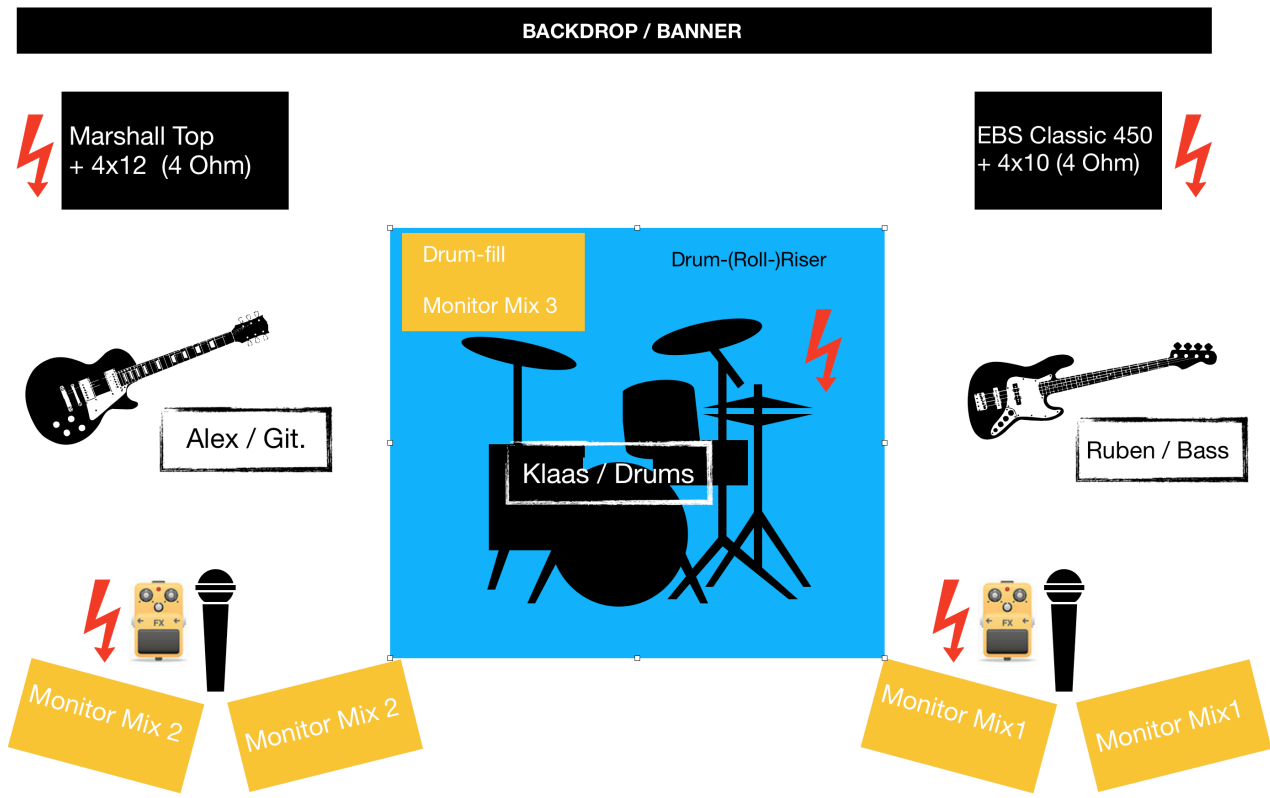 BACKDROP / BANNER
Marshall Top
+ 4x12 (4 Ohm)
EBS Classic 450
+ 4x10 (4 Ohm)
Drum-fill
Monitor Mix 3
Drum-(Roll-)Riser
Alex / Git.
Klaas / Drums
Ruben / Bass
FX
FX
Monitor Mix 2
Monitor Mix 2
Monitor Mix1
Monitor Mix1